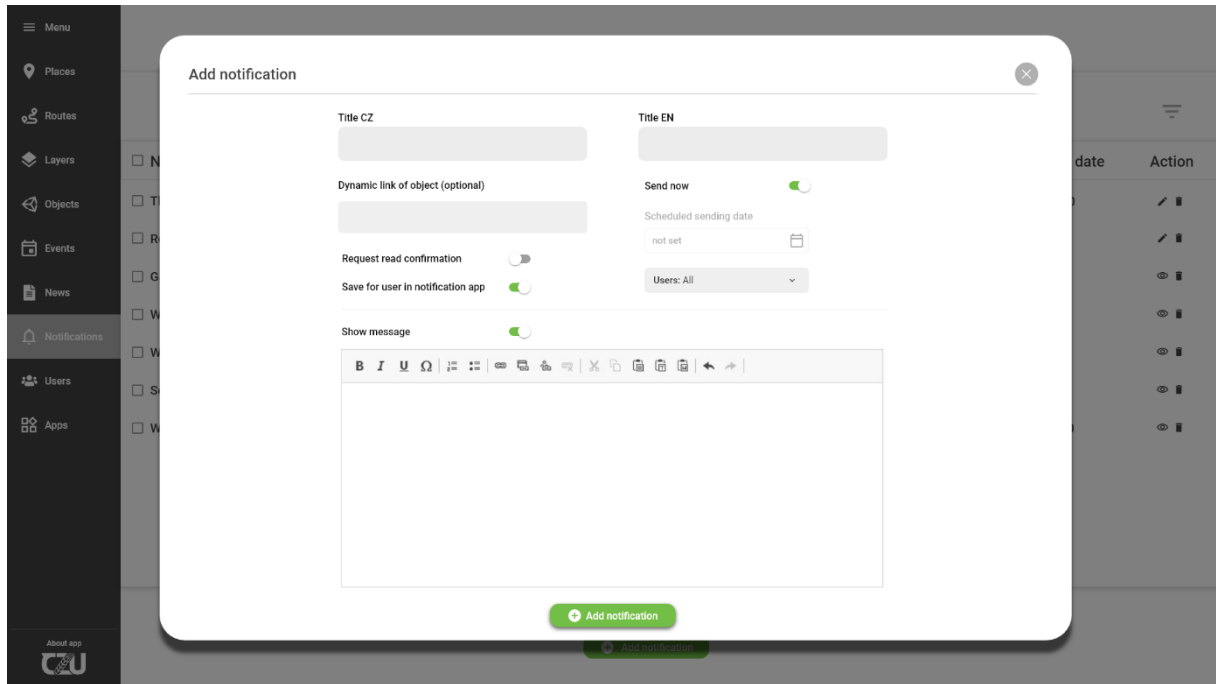 Menu
Places
Routes
Layers
Objects
Events
News
Notifications
Users
Apps
About app
CZU
Add notification
Title CZ
Title EN
Dynamic link of object (optional)
Send now
Scheduled sending date
not set
Request read confirmation
Users: All
Save for user in notification app
Show message
B I U Ω
Add notification
date Action
Add notification